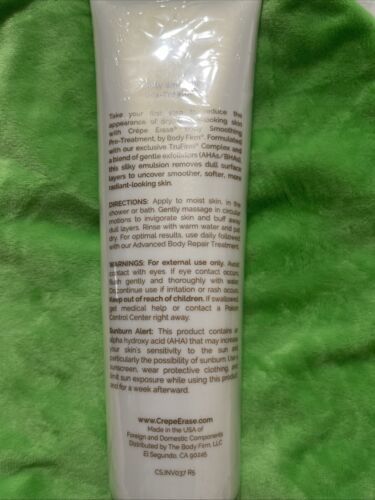 Take your first step to reduce the
appearance of dry, looking skin
with Crépe Erase® Body Smoothing
Pre-Treatment, by Body Firm®. Formulated
with our exclusive TruFirm® Complex and
a blend of gentle exfoliators (AHAs/BHAs),
this silky emulsion removes dull surface
layers to uncover smoother, softer, more
radiant-looking skin.
DIRECTIONS: Apply to moist skin, in the
shower or bath. Gently massage in circular
motions to invigorate skin and buff away
dull layers. Rinse with warm water and pat
dry. For optimal results, use daily followed
with our Advanced Body Repair Treatment.
WARNINGS: For external use only. Avoid
contact with eyes. If eye contact occurs,
flush gently and thoroughly with water.
Discontinue use if irritation or rash occurs.
Keep out of reach of children. If swallowed,
get medical help or contact a Poison
Control Center right away.
Sunburn Alert: This product contains an
alpha hydroxy acid (AHA) that may increase
your skin's sensitivity to the sun and
particularly the possibility of sunburn. Use a
sunscreen, wear protective clothing and
limit sun exposure while using this product
and for a week afterward.
www.CrepeErase.com
Made in the USA of
Foreign and Domestic Components
Distributed by The Body Firm, LLC
El Segundo, CA 90245
CS.INV037 R5